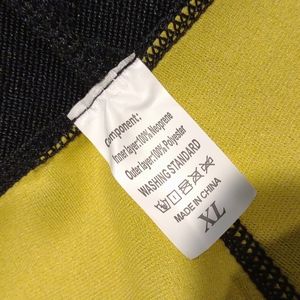 component:
Inner layer:100% Neoprene
Outer layer:100% Polyester
WASHING STANDARD
MADE IN CHINA
XL